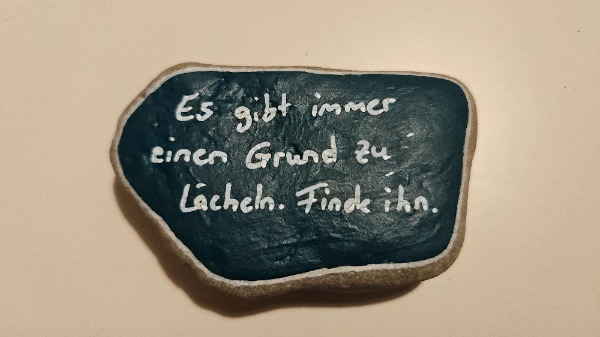 Es gibt immer
einen Grund zu
Lächeln. Finde ihn.